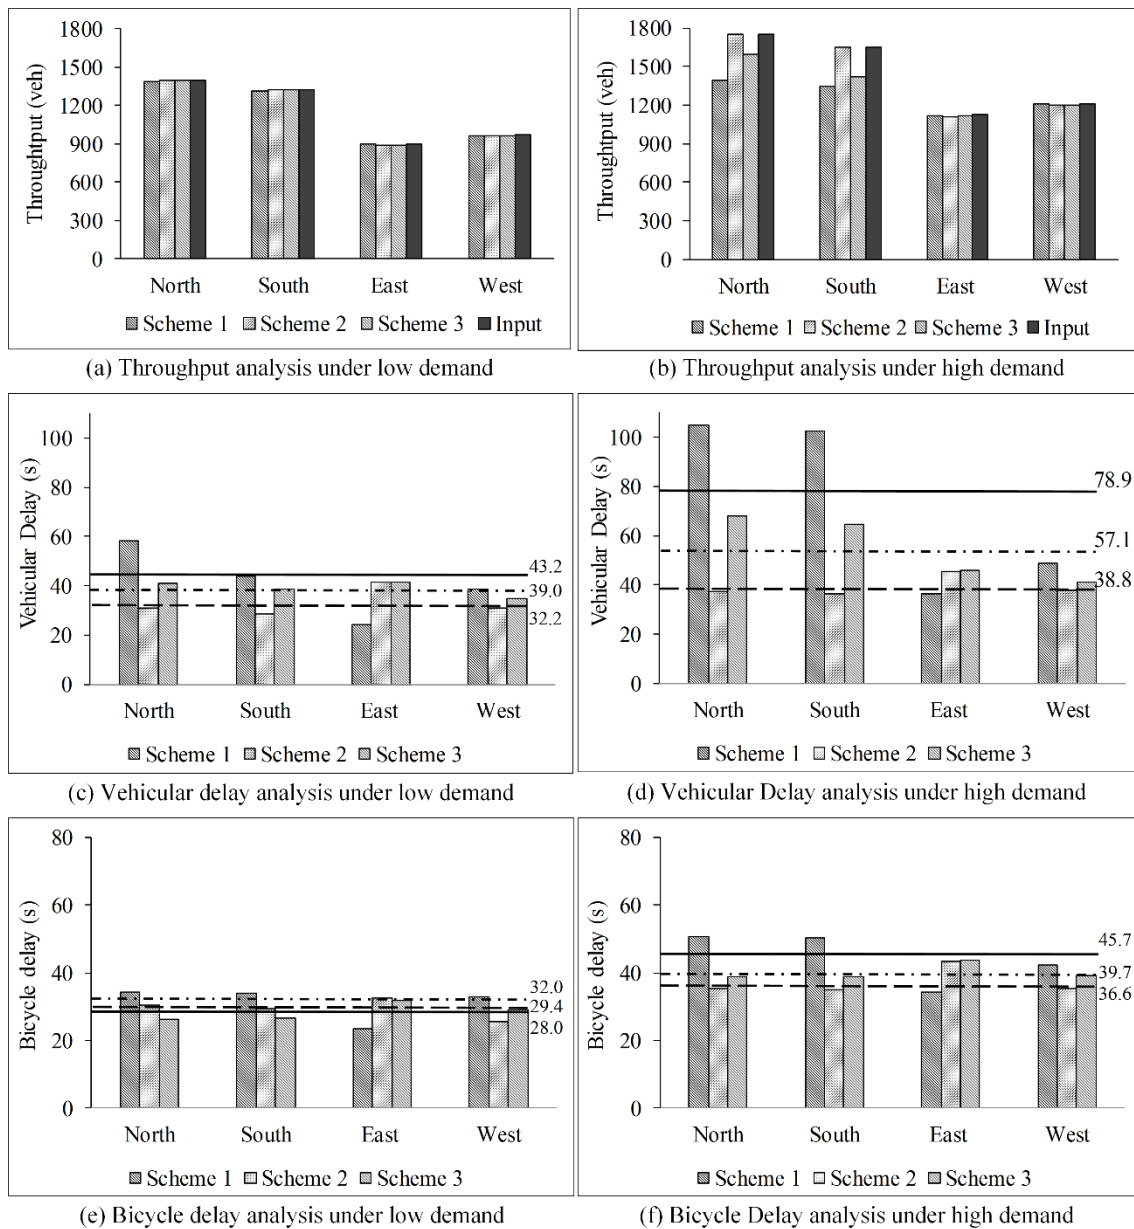 1800
1500
1200
900
600
300
0
Throughtput (veh)
North South East West
Scheme 1 Scheme 2 Scheme 3 Input
(a) Throughput analysis under low demand
1800
1500
1200
900
600
300
0
Throughtput (veh)
North South East West
Scheme 1 Scheme 2 Scheme 3 Input
(b) Throughput analysis under high demand
100
80
60
40
20
0
Vehicular Delay (s)
43.2
39.0
32.2
North South East West
Scheme 1 Scheme 2 Scheme 3
(c) Vehicular delay analysis under low demand
100
80
60
40
20
0
Vehicular Delay (s)
78.9
57.1
38.8
North South East West
Scheme 1 Scheme 2 Scheme 3
(d) Vehicular Delay analysis under high demand
80
60
40
20
0
Bicycle delay (s)
32.0
29.4
28.0
North South East West
Scheme 1 Scheme 2 Scheme 3
(e) Bicycle delay analysis under low demand
80
60
40
20
0
Bicycle delay (s)
45.7
39.7
36.6
North South East West
Scheme 1 Scheme 2 Scheme 3
(f) Bicycle Delay analysis under high demand